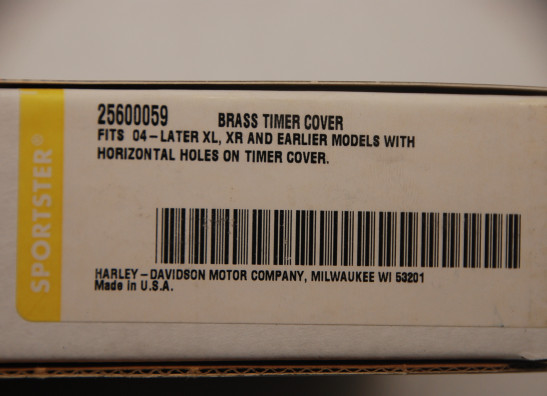 25600059 BRASS TIMER COVER
FITS 04-LATER XL, XR AND EARLIER MODELS WITH
HORIZONTAL HOLES ON TIMER COVER.
HARLEY-DAVIDSON MOTOR COMPANY, MILWAUKEE WI 53201
Made in U.S.A.
SPORTSTER®